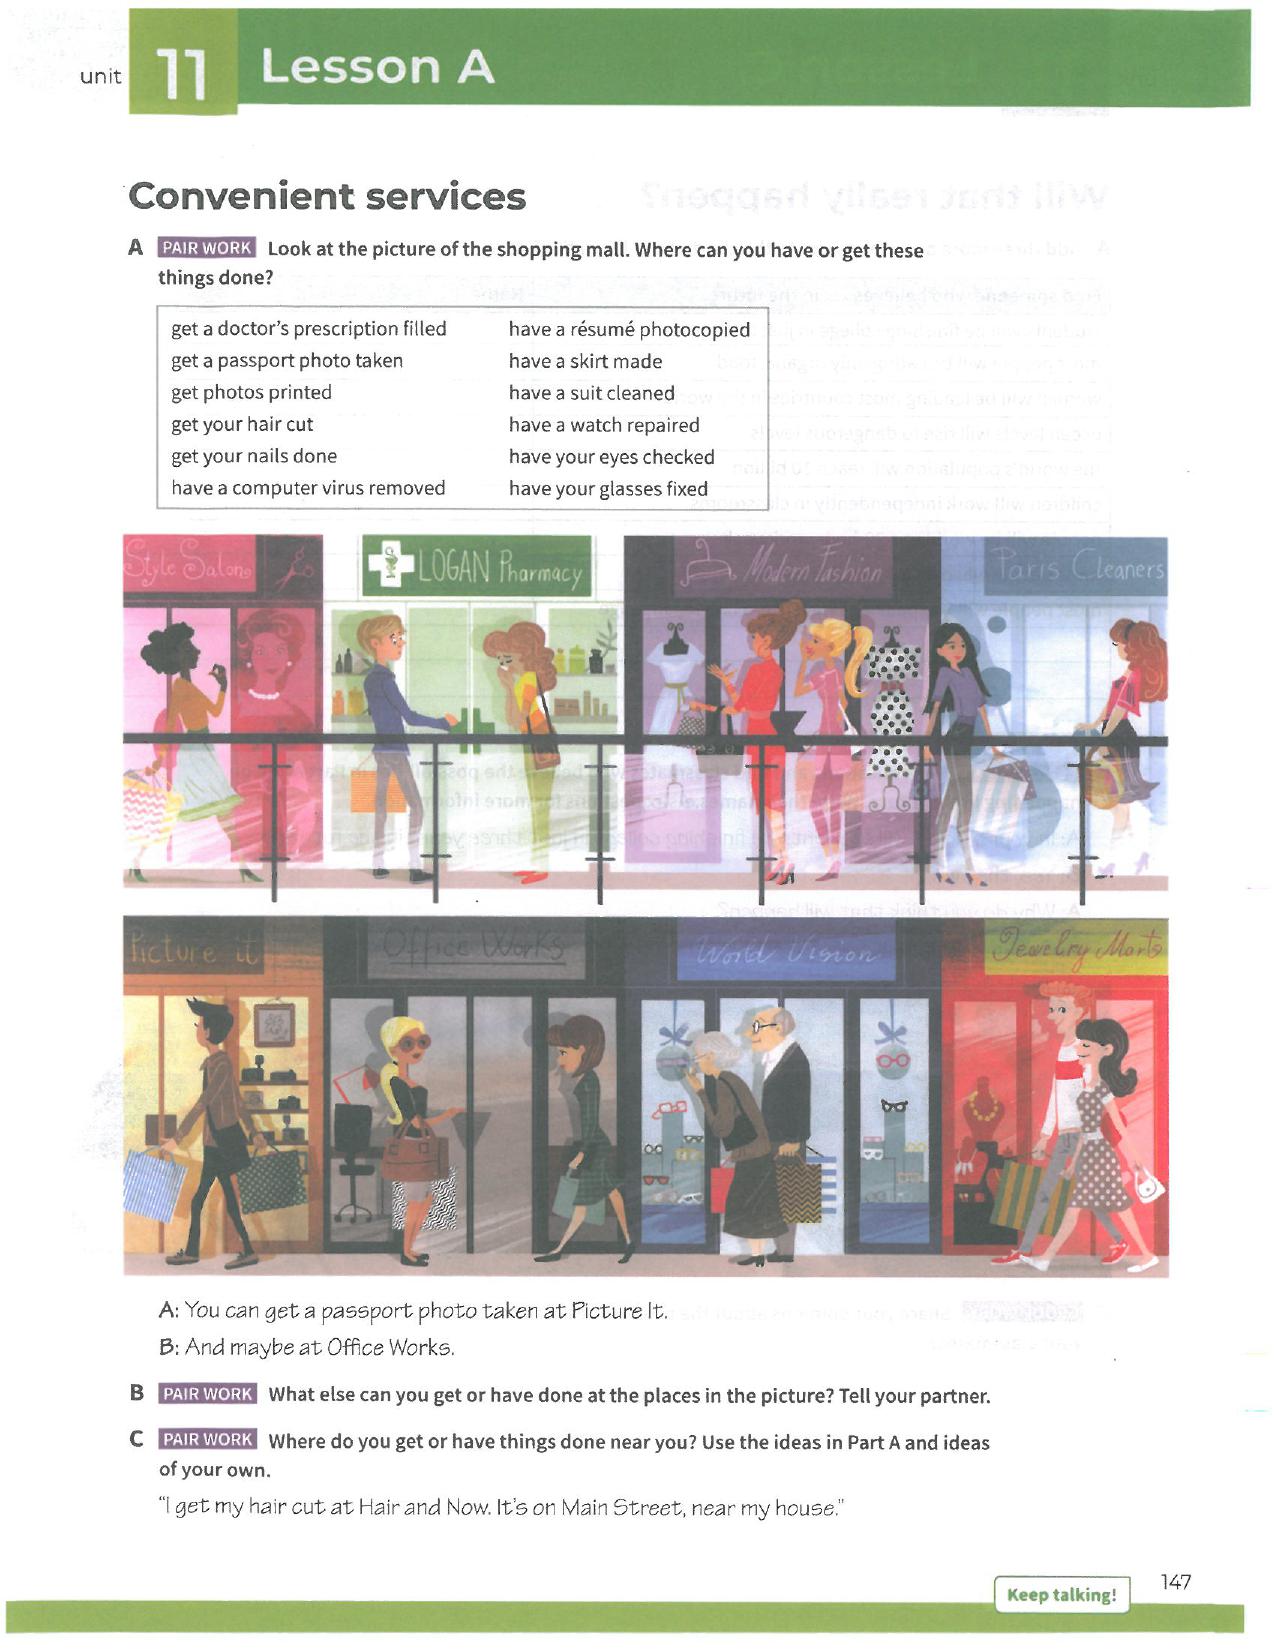 unit 11 Lesson A
Convenient services
A PAIR WORK Look at the picture of the shopping mall. Where can you have or get these
things done?
get a doctor's prescription filled
get a passport photo taken
get photos printed
get your hair cut
get your nails done
have a computer virus removed
have a résumé photocopied
have a skirt made
have a suit cleaned
have a watch repaired
have your eyes checked
have your glasses fixed
Style Salon
LOGAN Pharmacy
Modern Fashion
Paris Cleaners
Picture it
Office Works
World Vision
Jewelry Mart
A: You can get a passport photo taken at Picture It.
B: And maybe at Office Works.
B PAIR WORK What else can you get or have done at the places in the picture? Tell your partner.
C PAIR WORK Where do you get or have things done near you? Use the ideas in Part A and ideas
of your own.
"I get my hair cut at Hair and Now. It's on Main Street, near my house."
Keep talking!
147